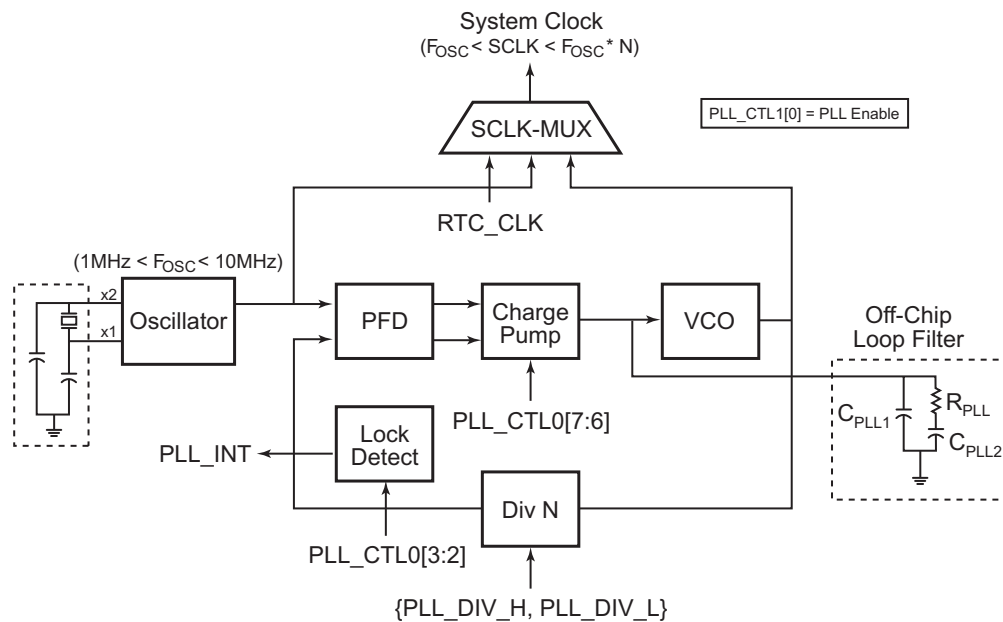 System Clock
(FOSC < SCLK < FOSC * N)
SCLK-MUX
PLL_CTL1[0] = PLL Enable
RTC_CLK
(1MHz < FOSC < 10MHz)
x2
x1
Oscillator
PFD
Charge
Pump
VCO
Off-Chip
Loop Filter
CPLL1
RPLL
CPLL2
PLL_CTL0[7:6]
PLL_INT
Lock
Detect
Div N
PLL_CTL0[3:2]
{PLL_DIV_H, PLL_DIV_L}